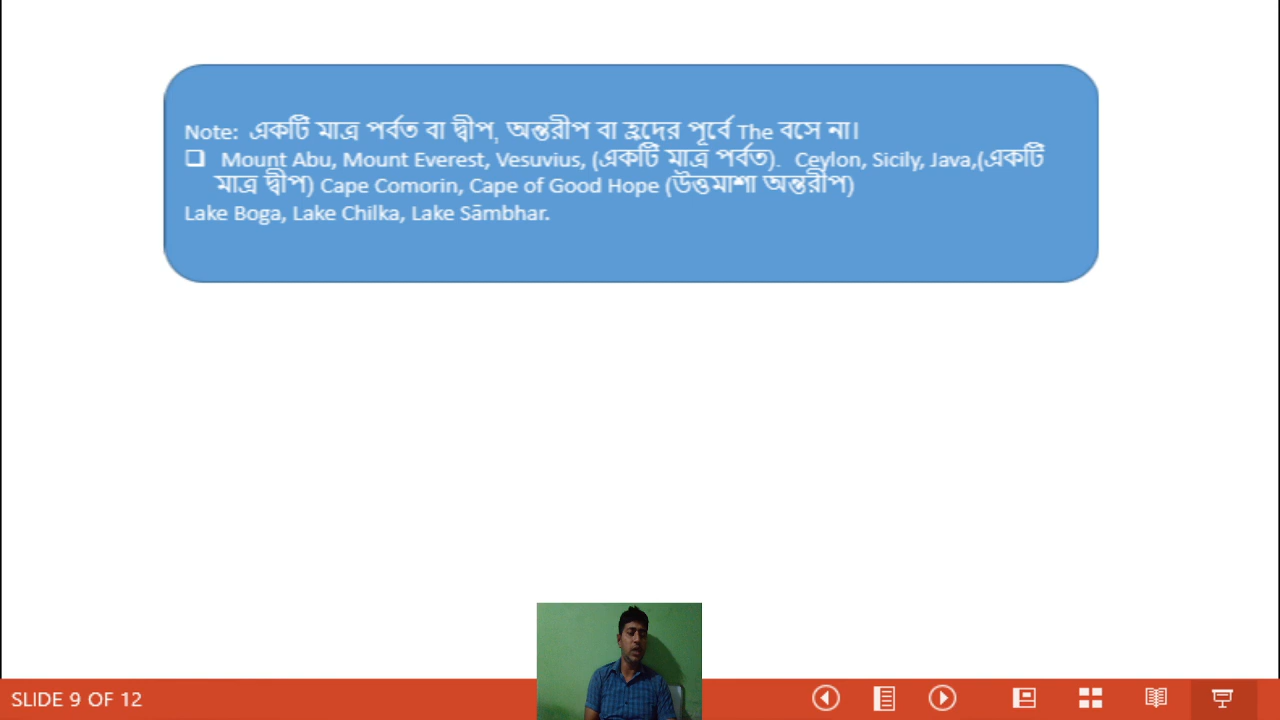 Note: একটি মাত্র পর্বত বা দ্বীপ, অন্তরীপ বা হ্রদের পূর্বে The বসে না।
❑ Mount Abu, Mount Everest, Vesuvius, (একটি মাত্র পর্বত). Ceylon, Sicily, Java,(একটি
মাত্র দ্বীপ) Cape Comorin, Cape of Good Hope (উত্তমাশা অন্তরীপ)
Lake Boga, Lake Chilka, Lake Sāmbhar.
SLIDE 9 OF 12